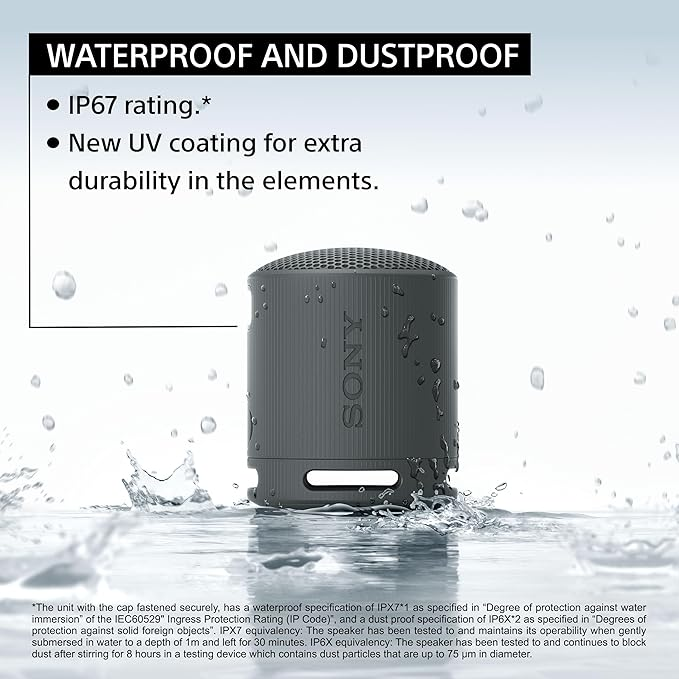 WATERPROOF AND DUSTPROOF
• IP67 rating.*
• New UV coating for extra
durability in the elements.
SONY
*The unit with the cap fastened securely, has a waterproof specification of IPX7*1 as specified in “Degree of protection against water
immersion” of the IEC60529" Ingress Protection Rating (IP Code)", and a dust proof specification of IP6X*2 as specified in “Degrees of
protection against solid foreign objects”. IPX7 equivalency: The speaker has been tested to and maintains its operability when gently
submersed in water to a depth of 1m and left for 30 minutes. IP6X equivalency: The speaker has been tested to and continues to block
dust after stirring for 8 hours in a testing device which contains dust particles that are up to 75 μm in diameter.